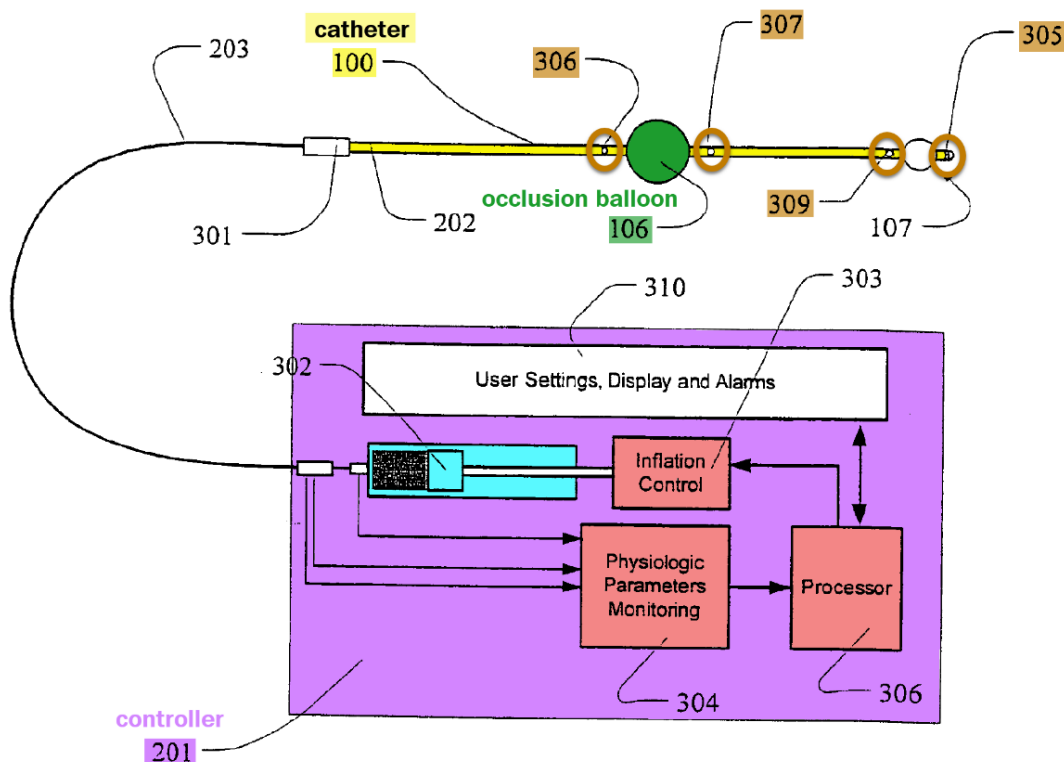 203
catheter
100
306
307
305
301
202
occlusion balloon
106
309
107
310
303
302
User Settings, Display and Alarms
Inflation
Control
Physiologic
Parameters
Monitoring
Processor
304
306
controller
201